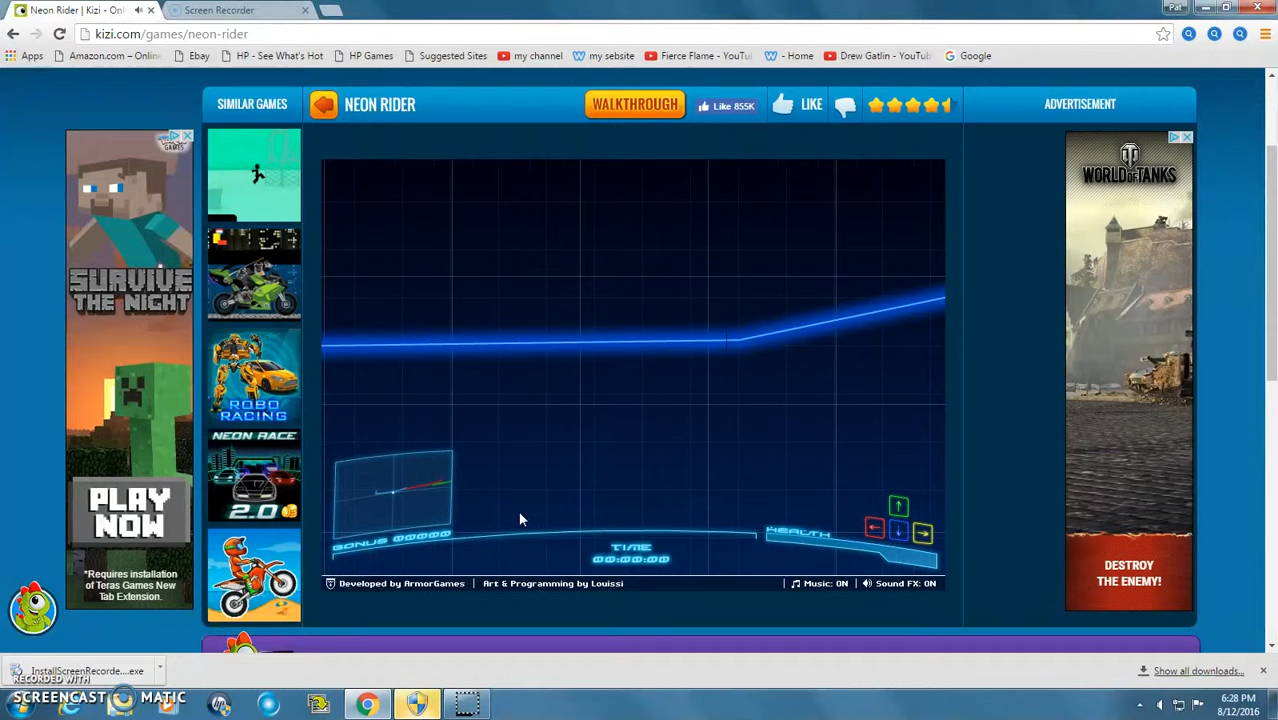 Neon Rider | Kizi - Onl
Screen Recorder
Pat
kizi.com/games/neon-rider
Apps
Amazon.com – Online
Ebay
HP - See What's Hot
HP Games
Suggested Sites
my channel
my sebsite
Fierce Flame - YouTu
- Home
Drew Gatlin - YouTu
Google
SIMILAR GAMES
NEON RIDER
WALKTHROUGH
Like 855K
LIKE
ADVERTISEMENT
GAMES
SURVIVE
THE NIGHT
PLAY
NOW
*Requires installation
of Teras Games New
Tab Extension.
ROBO
RACING
NEON RACE
2.0
WORLD OF TANKS
DESTROY
THE ENEMY!
BONUS 00000
TIME
00:00:00
HEALTH
Developed by ArmorGames
Art & Programming by Louissi
Music: ON
Sound FX: ON
InstallScreenRecorde....exe
Show all downloads...
RECORDED WITH
SCREENCAST MATIC
6:28 PM
8/12/2016